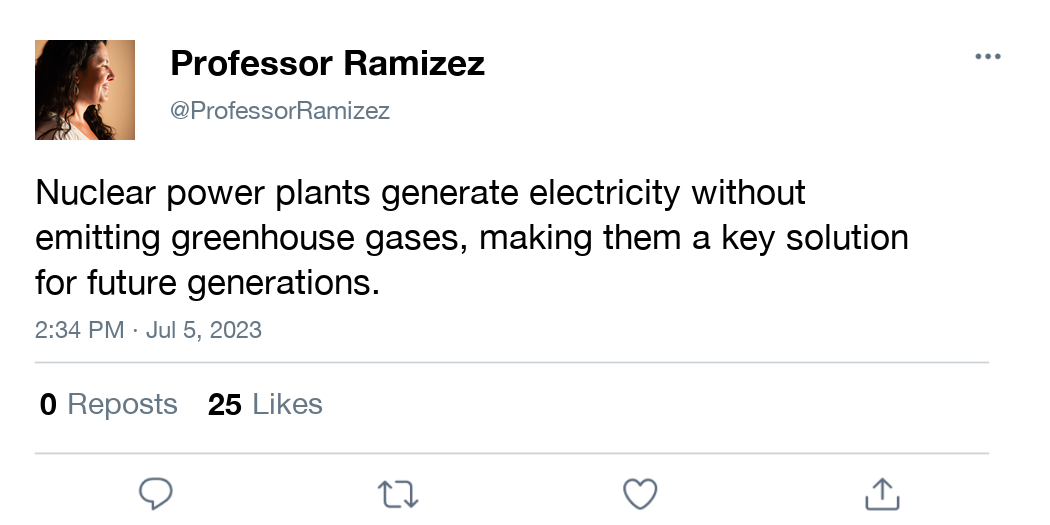 Professor Ramizez
@ProfessorRamizez
Nuclear power plants generate electricity without
emitting greenhouse gases, making them a key solution
for future generations.
2:34 PM · Jul 5, 2023
0 Reposts 25 Likes